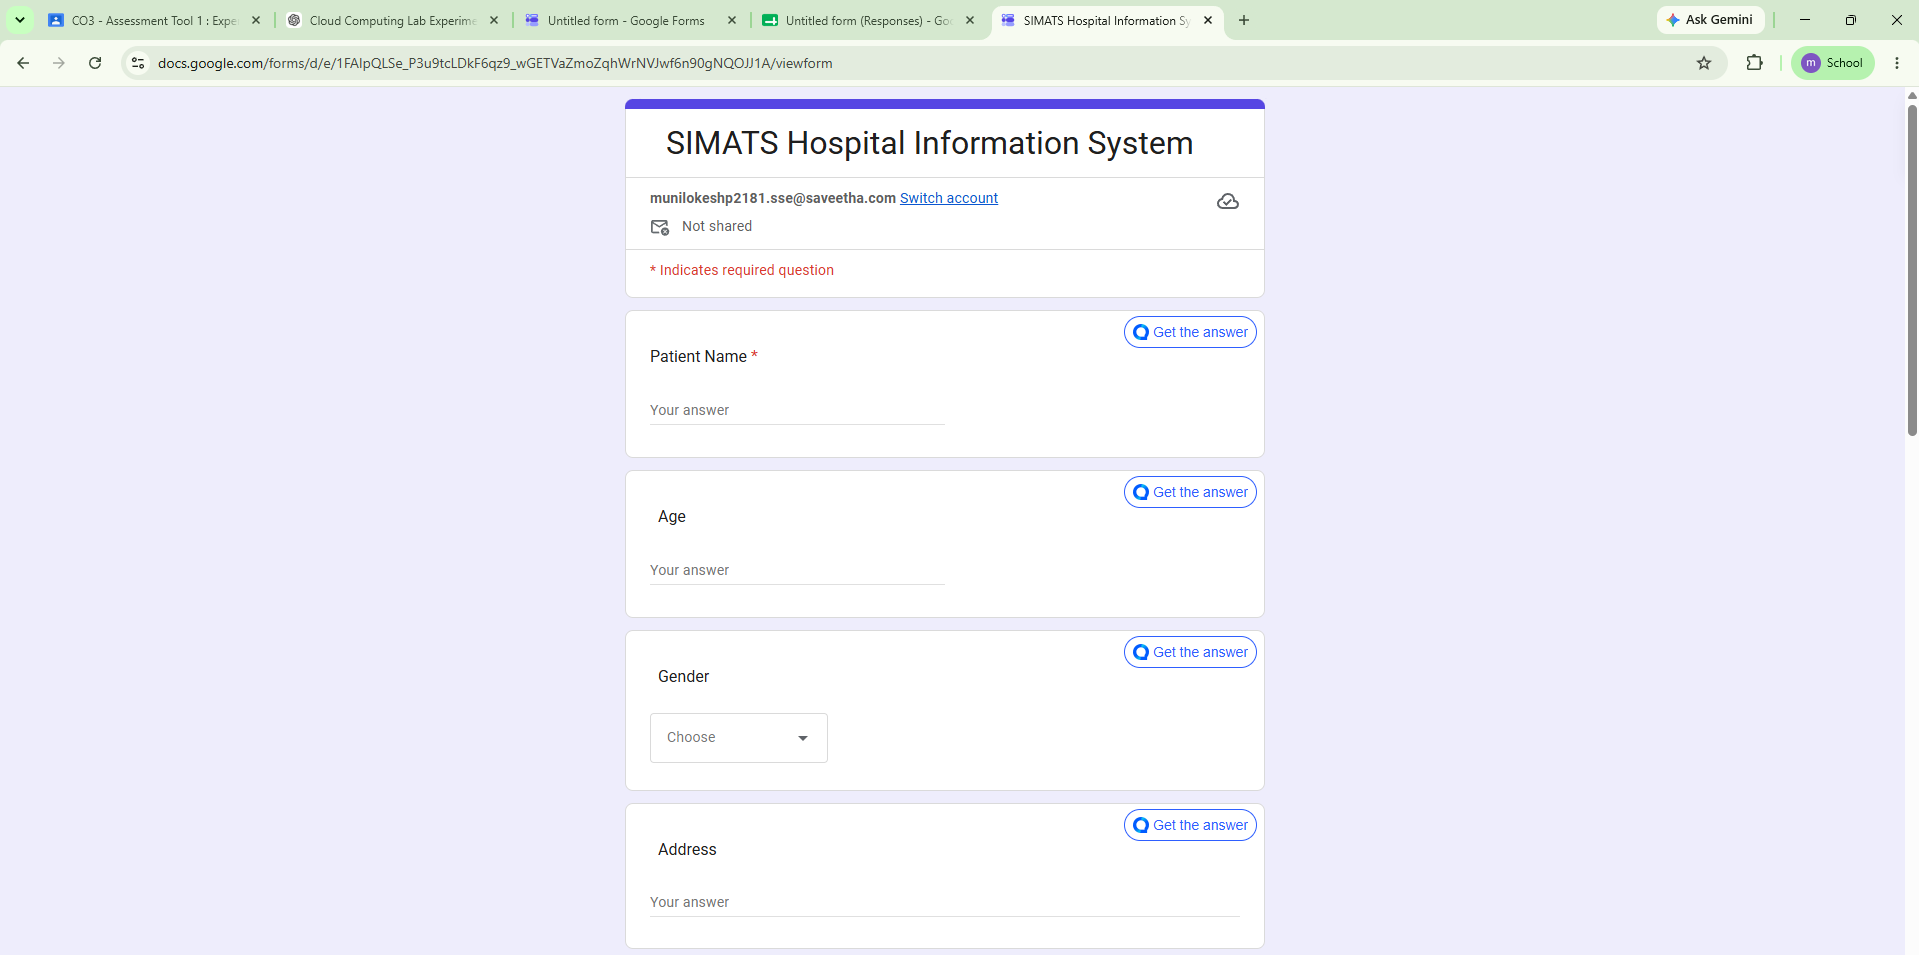 CO3 - Assessment Tool 1 : Expe
Cloud Computing Lab Experime
Untitled form - Google Forms
Untitled form (Responses) - Goo
SIMATS Hospital Information Sy
Ask Gemini
docs.google.com/forms/d/e/1FAIpQLSe_P3u9tcLDkF6qz9_wGETVaZmoZqhWrNVJwf6n90gNQOJJ1A/viewform
m School
SIMATS Hospital Information System
munilokeshp2181.sse@saveetha.com Switch account
Not shared
* Indicates required question
Get the answer
Patient Name *
Your answer
Get the answer
Age
Your answer
Get the answer
Gender
Choose
Get the answer
Address
Your answer